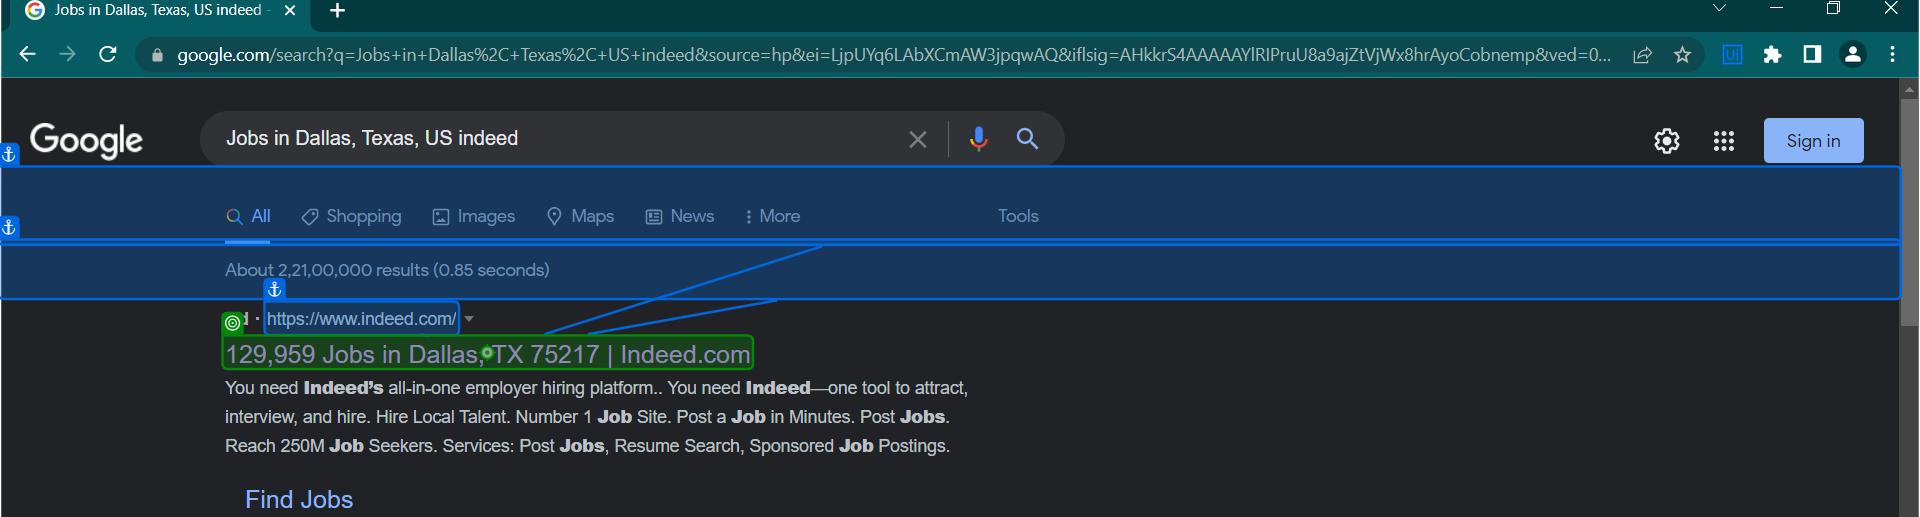 Jobs in Dallas, Texas, US indeed -
google.com/search?q=Jobs+in+Dallas%2C+Texas%2C+US+indeed&source=hp&ei=LjpUYq6LAbXCmAW3jpqwAQ&iflsig=AHkkrS4AAAAAYlRIPruU8a9ajZtVjWx8hrAyoCobnemp&ved=0...
Ui
Google
Jobs in Dallas, Texas, US indeed
Sign in
All Shopping Images Maps News More Tools
About 2,21,00,000 results (0.85 seconds)
d · https://www.indeed.com/
129,959 Jobs in Dallas, TX 75217 | Indeed.com
You need Indeed's all-in-one employer hiring platform.. You need Indeed—one tool to attract,
interview, and hire. Hire Local Talent. Number 1 Job Site. Post a Job in Minutes. Post Jobs.
Reach 250M Job Seekers. Services: Post Jobs, Resume Search, Sponsored Job Postings.
Find Jobs